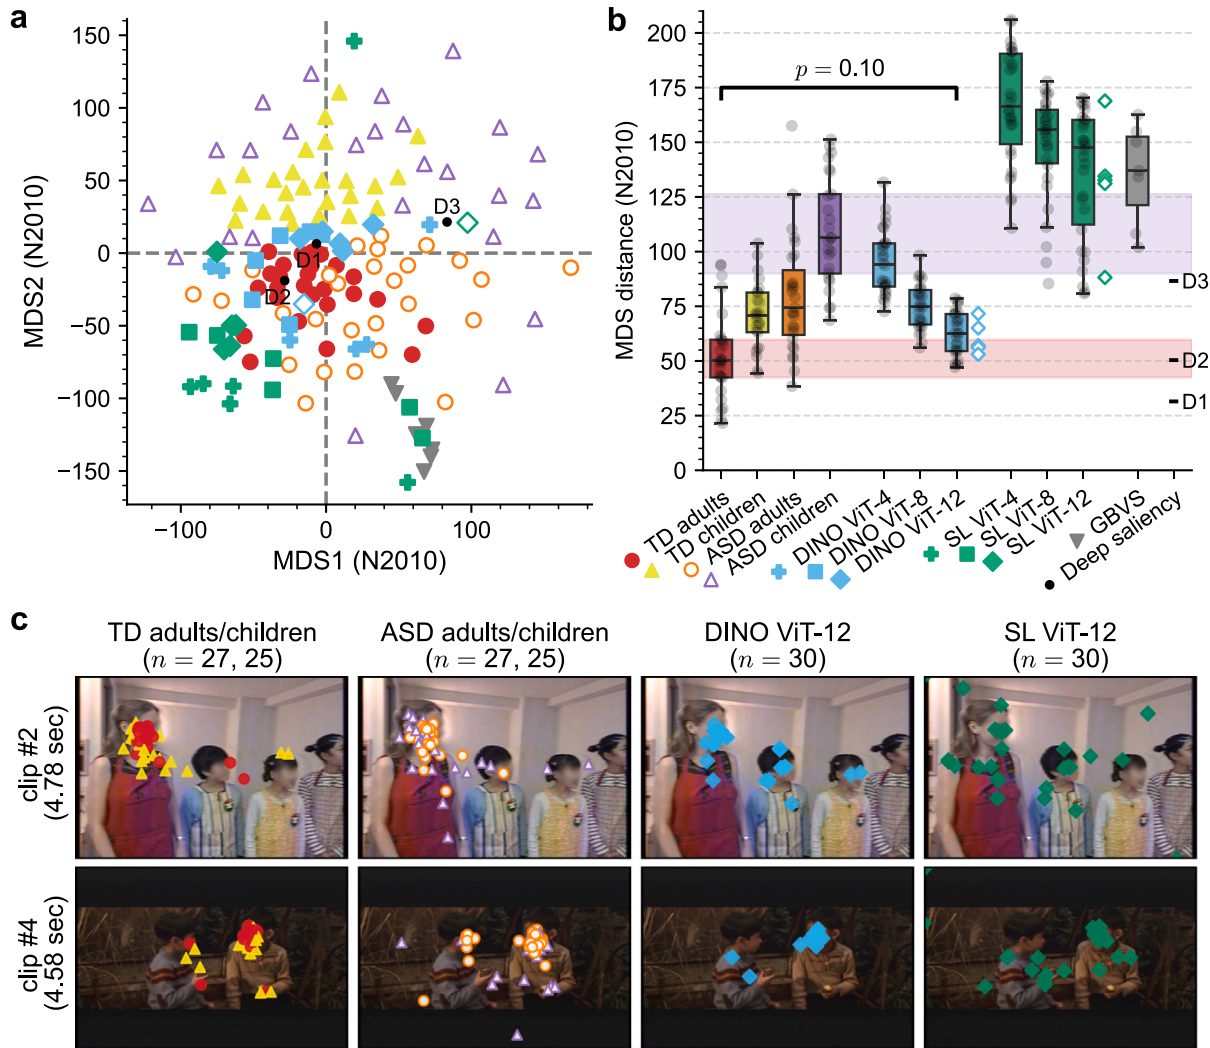 a
150
100
50
0
−50
−100
−150
MDS2 (N2010)
D3
D1
D2
−100
0
100
MDS1 (N2010)
b
200
175
150
125
100
75
50
25
0
MDS distance (N2010)
p = 0.10
D3
D2
D1
TD adults
TD children
ASD adults
ASD children
DINO ViT-4
DINO ViT-8
DINO ViT-12
SL ViT-4
SL ViT-8
SL ViT-12
GBVS
Deep saliency
c
TD adults/children
(n = 27, 25)
ASD adults/children
(n = 27, 25)
DINO ViT-12
(n = 30)
SL ViT-12
(n = 30)
clip #2
(4.78 sec)
clip #4
(4.58 sec)